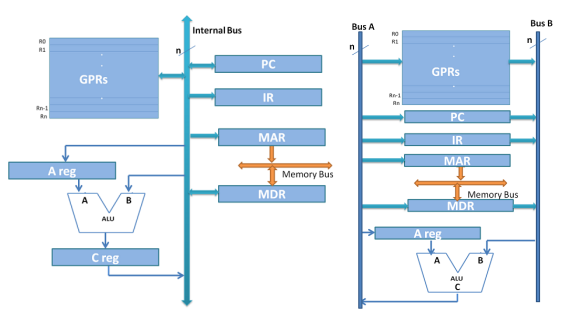 Internal Bus
n
R0
R1
GPRs
Rn-1
Rn
PC
IR
MAR
Memory Bus
MDR
A reg
A
B
ALU
C reg
Bus A
Bus B
n
n
R0
R1
GPRs
Rn-1
Rn
PC
IR
MAR
Memory Bus
MDR
A reg
A
B
ALU
C